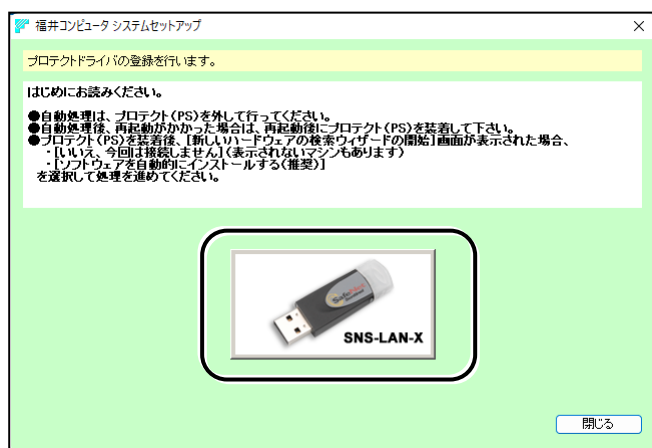 福井コンピュータ システムセットアップ
プロテクトドライバの登録を行います。
はじめにお読みください。
●自動処理は、プロテクト(PS)を外して行ってください。
●自動処理後、再起動がかかった場合は、再起動後にプロテクト(PS)を装着して下さい。
●プロテクト(PS)を装着後、[新しいハードウェアの検索ウィザードの開始]画面が表示された場合、
・[いいえ、今回は接続しません](表示されないマシンもあります)
・[ソフトウェアを自動的にインストールする(推奨)]
を選択して処理を進めてください。
SafeNet
SNS-LAN-X
閉じる